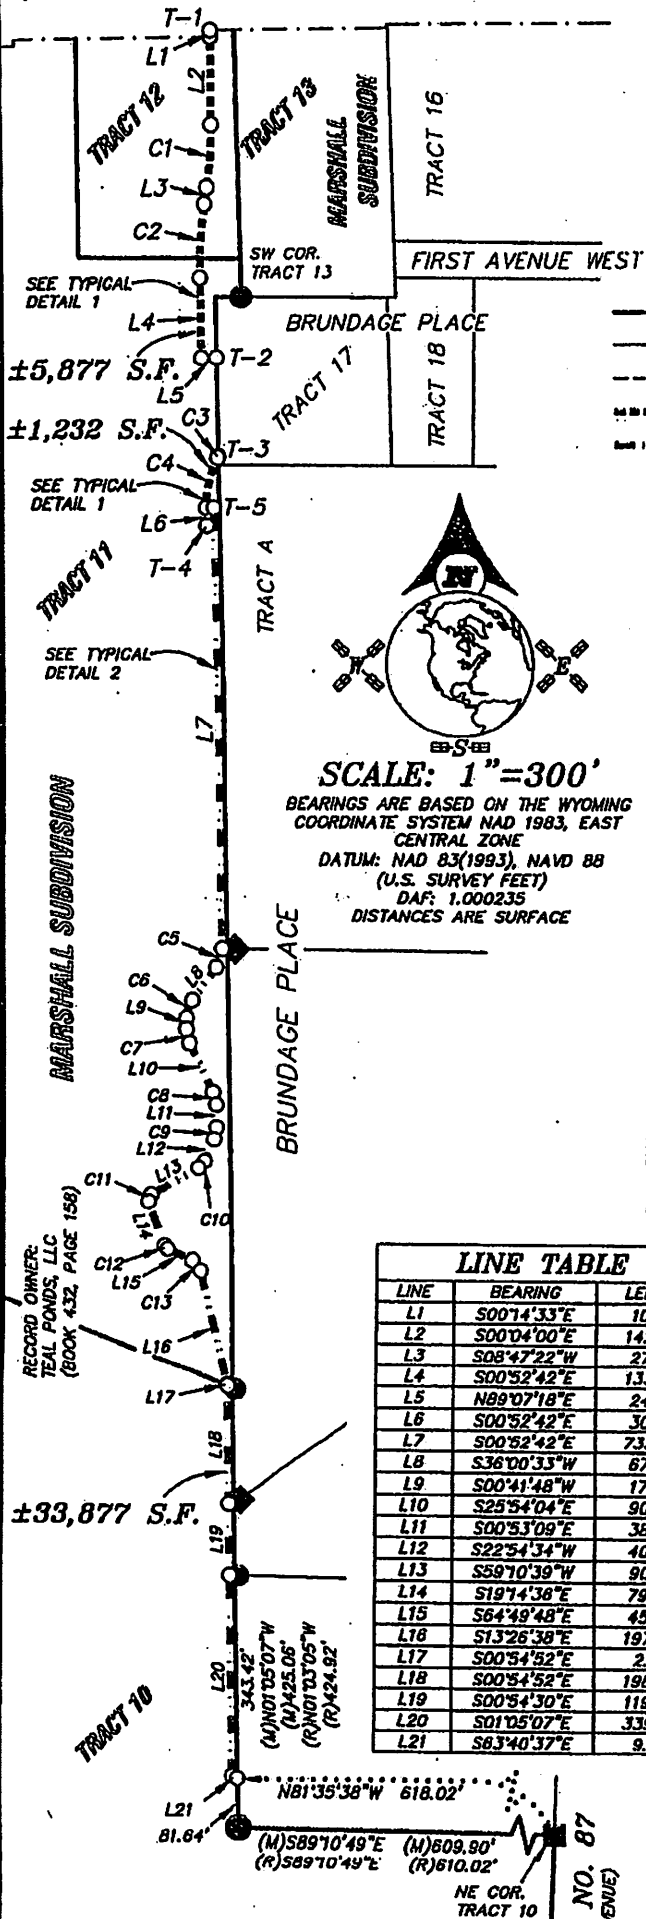 T-1
L1
L2
TRACT 12
TRACT 13
MARSHALL
SUBDIVISION
TRACT 16
C1
L3
C2
SW COR.
TRACT 13
FIRST AVENUE WEST
SEE TYPICAL
DETAIL 1
L4
BRUNDAGE PLACE
±5,877 S.F.
T-2
L5
TRACT 17
TRACT 18
C3
±1,232 S.F.
T-3
C4
SEE TYPICAL
DETAIL 1
T-5
L6
T-4
TRACT 11
TRACT A
N
W
E
S
SEE TYPICAL
DETAIL 2
L7
SCALE: 1"=300'
BEARINGS ARE BASED ON THE WYOMING
COORDINATE SYSTEM NAD 1983, EAST
CENTRAL ZONE
DATUM: NAD 83(1993), NAVD 88
(U.S. SURVEY FEET)
DAF: 1.000235
DISTANCES ARE SURFACE
MARSHALL SUBDIVISION
BRUNDAGE PLACE
C5
L8
C6
L9
C7
L10
C8
L11
C9
L12
L13
C11
C10
L14
C12
L15
C13
RECORD OWNER:
TEAL PONDS, LLC
(BOOK 432, PAGE 158)
L16
L17
L18
±33,877 S.F.
L19
L20
343.42'
(M)N01°05'07"W
(M)425.06'
(R)N01°03'05"W
(R)424.92'
TRACT 10
LINE TABLE
LINE BEARING
L1 S00°14'33"E
L2 S00°04'00"E
L3 S08°47'22"W
L4 S00°52'42"E
L5 N89°07'18"E
L6 S00°52'42"E
L7 S00°52'42"E
L8 S36°00'33"W
L9 S00°41'48"W
L10 S25°54'04"E
L11 S00°53'09"E
L12 S22°54'34"W
L13 S59°10'39"W
L14 S19°14'36"E
L15 S64°49'48"E
L16 S13°26'38"E
L17 S00°54'52"E
L18 S00°54'52"E
L19 S00°54'30"E
L20 S01°05'07"E
L21 S63°40'37"E
N81°35'38"W 618.02'
L21
81.64'
(M)S89°10'49"E (M)609.90'
(R)S89°10'49"E (R)610.02'
NE COR.
TRACT 10
NO. 87